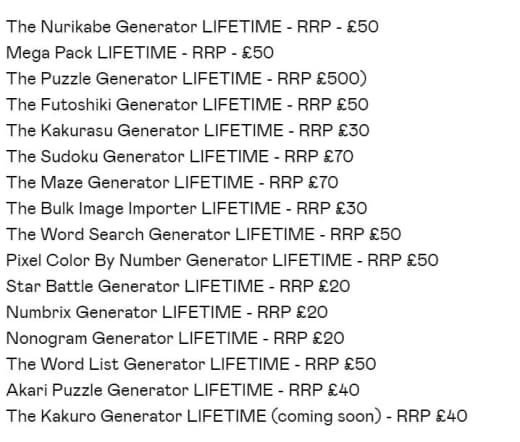 The Nurikabe Generator LIFETIME - RRP - £50
Mega Pack LIFETIME - RRP - £50
The Puzzle Generator LIFETIME - RRP £500)
The Futoshiki Generator LIFETIME - RRP £50
The Kakurasu Generator LIFETIME - RRP £30
The Sudoku Generator LIFETIME - RRP £70
The Maze Generator LIFETIME - RRP £70
The Bulk Image Importer LIFETIME - RRP £30
The Word Search Generator LIFETIME - RRP £50
Pixel Color By Number Generator LIFETIME - RRP £50
Star Battle Generator LIFETIME - RRP £20
Numbrix Generator LIFETIME - RRP £20
Nonogram Generator LIFETIME - RRP £20
The Word List Generator LIFETIME - RRP £50
Akari Puzzle Generator LIFETIME - RRP £40
The Kakuro Generator LIFETIME (coming soon) - RRP £40